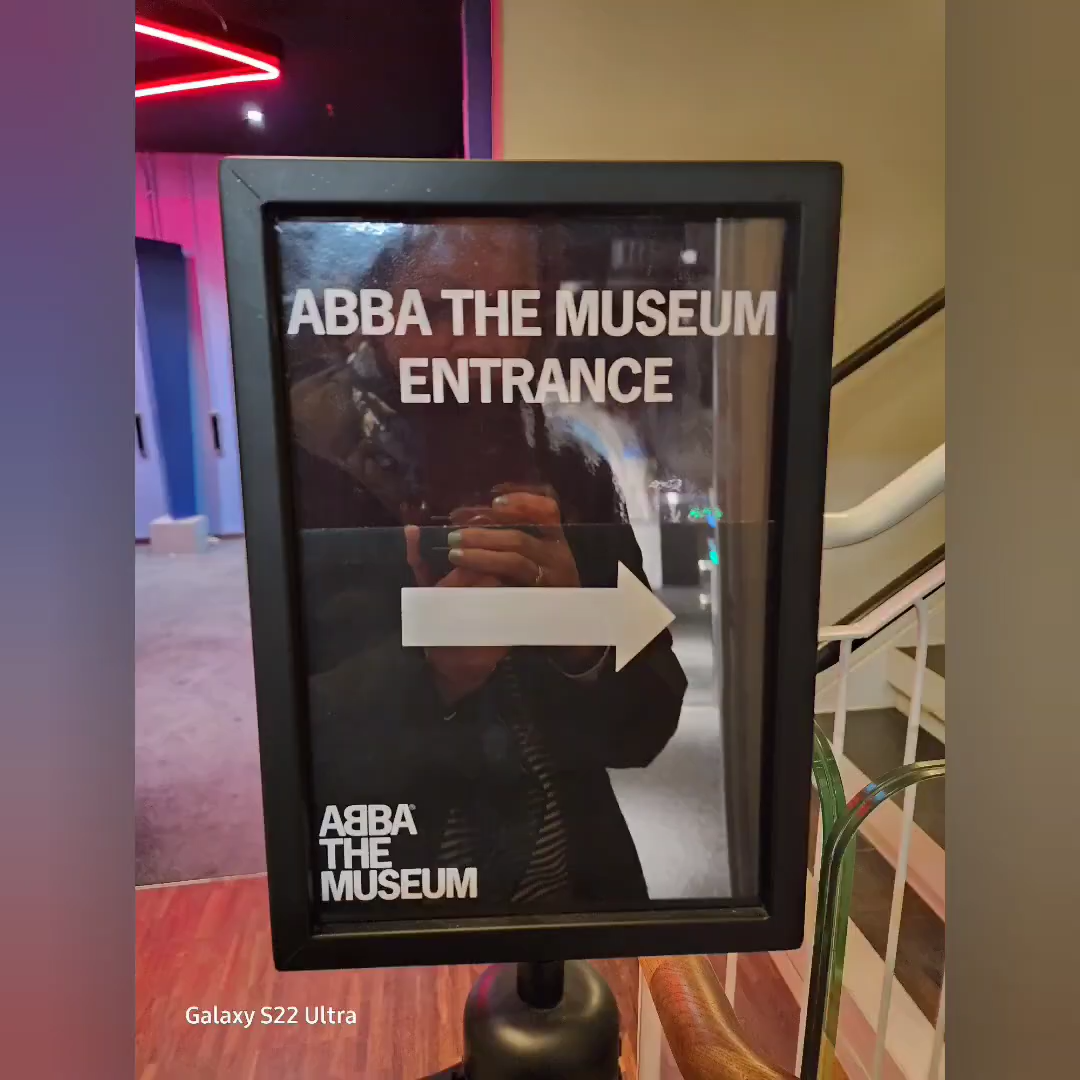 ABBA THE MUSEUM
ENTRANCE
ABBA®
THE
MUSEUM
Galaxy S22 Ultra